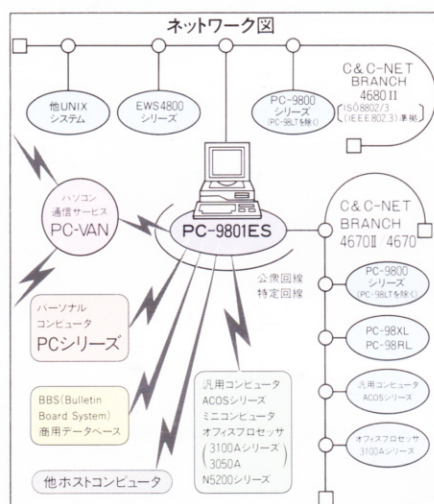 ネットワーク図
C&C-NET
BRANCH
4680II
ISO8802/3
(IEEE802.3)準拠
他UNIX
システム
EWS4800
シリーズ
PC-9800
シリーズ
(PC-98LTを除く)
パソコン
通信サービス
PC-VAN
PC-9801ES
C&C-NET
BRANCH
4670II/4670
公衆回線
特定回線
PC-9800
シリーズ
(PC-98LTを除く)
パーソナル
コンピュータ
PCシリーズ
PC-98XL
PC-98RL
汎用コンピュータ
ACOSシリーズ
ミニコンピュータ
オフィスプロセッサ
(3100Aシリーズ
3050A)
N5200シリーズ
汎用コンピュータ
ACOSシリーズ
BBS(Bulletin
Board System)
商用データベース
オフィスプロセッサ
3100Aシリーズ
他ホストコンピュータ